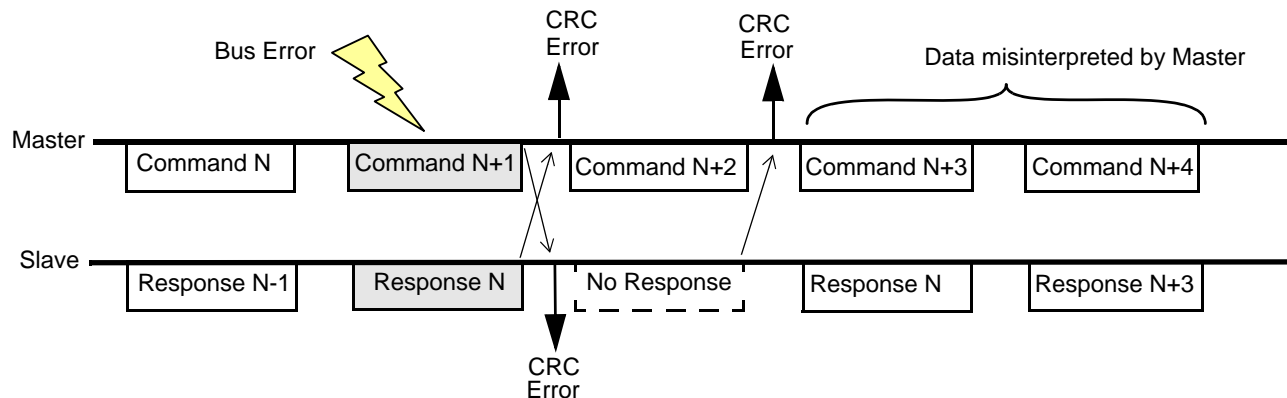 Bus Error
CRC
Error
CRC
Error
Data misinterpreted by Master
Master
Command N
Command N+1
Command N+2
Command N+3
Command N+4
Slave
Response N-1
Response N
No Response
Response N
Response N+3
CRC
Error